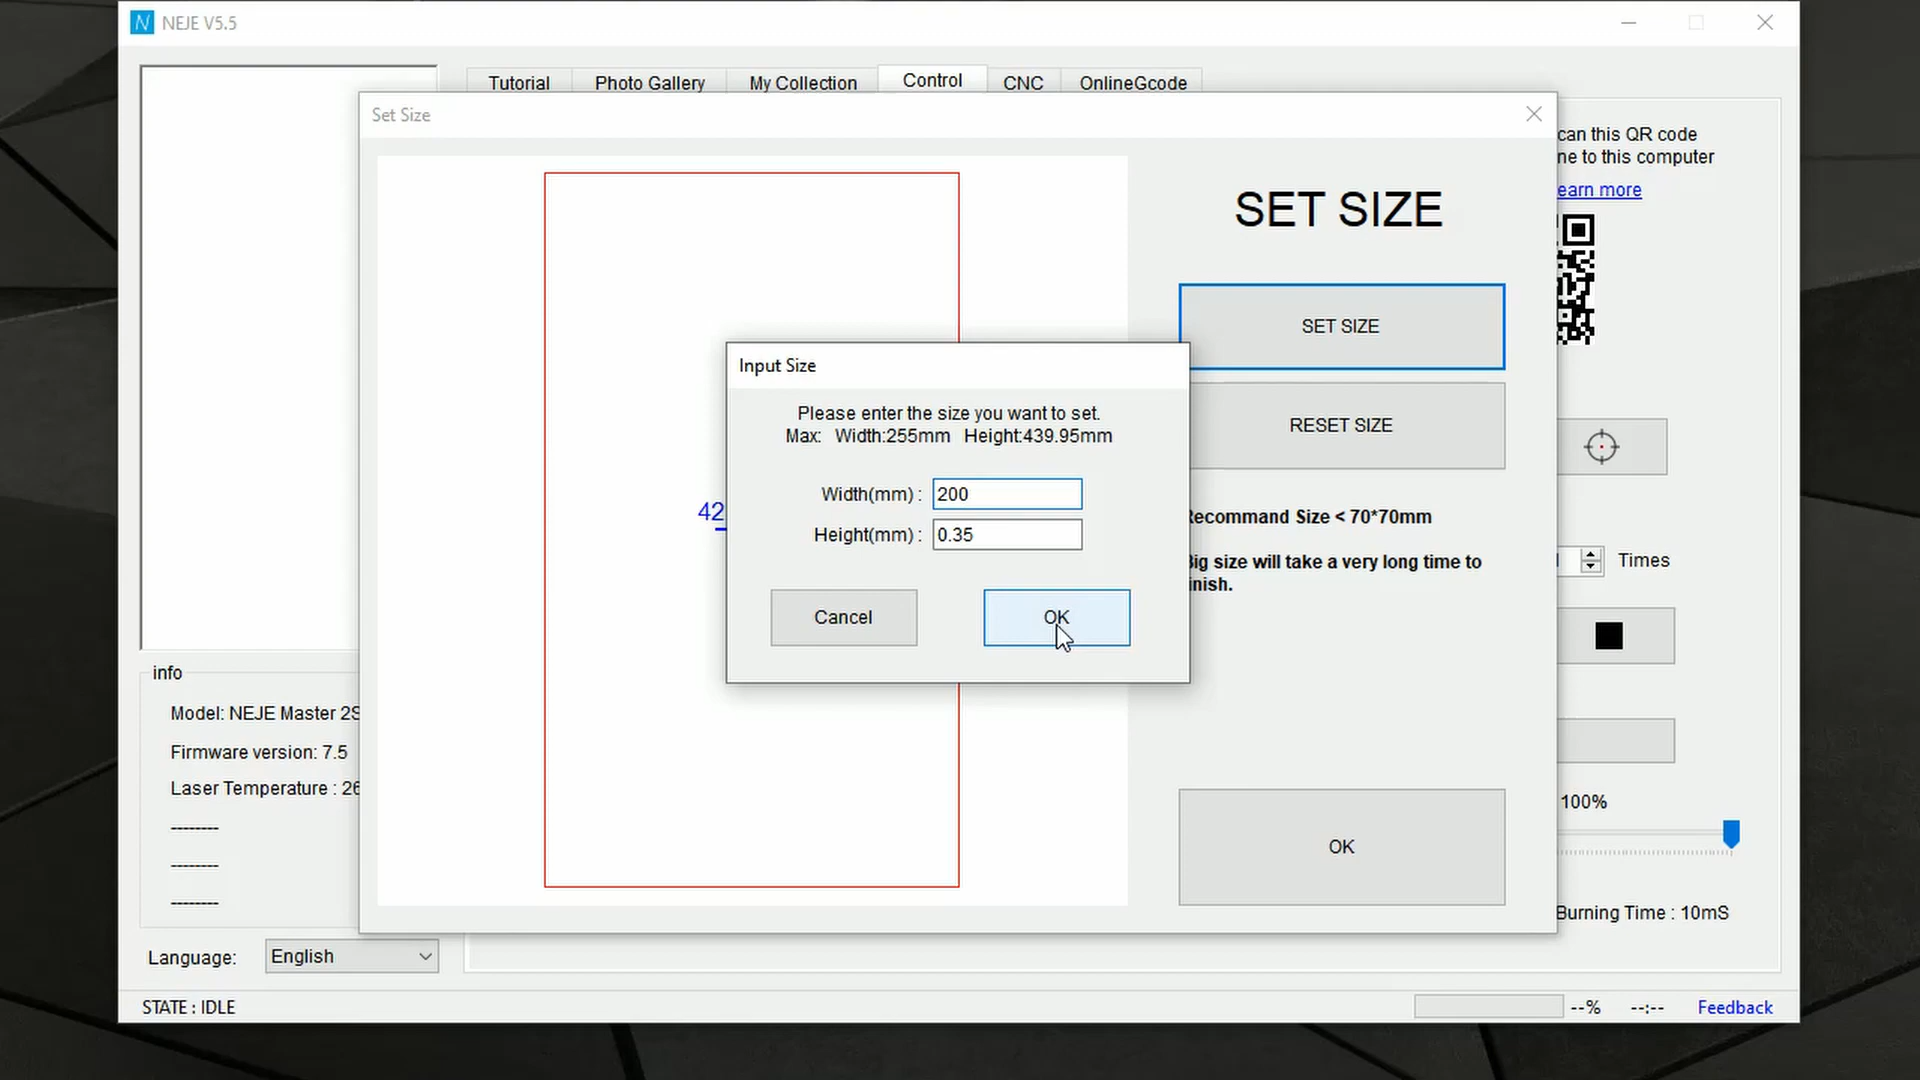 NEJE V5.5
Tutorial Photo Gallery My Collection Control CNC OnlineGcode
Set Size
can this QR code
ne to this computer
earn more
SET SIZE
SET SIZE
RESET SIZE
Input Size
Please enter the size you want to set.
Max: Width:255mm Height:439.95mm
Width(mm) : 200
Height(mm) : 0.35
Cancel OK
42
Recommand Size < 70*70mm
Big size will take a very long time to
finish.
Times
OK
100%
Burning Time : 10mS
info
Model: NEJE Master 2S
Firmware version: 7.5
Laser Temperature : 26
--------
--------
--------
Language: English
STATE : IDLE
--% --:-- Feedback